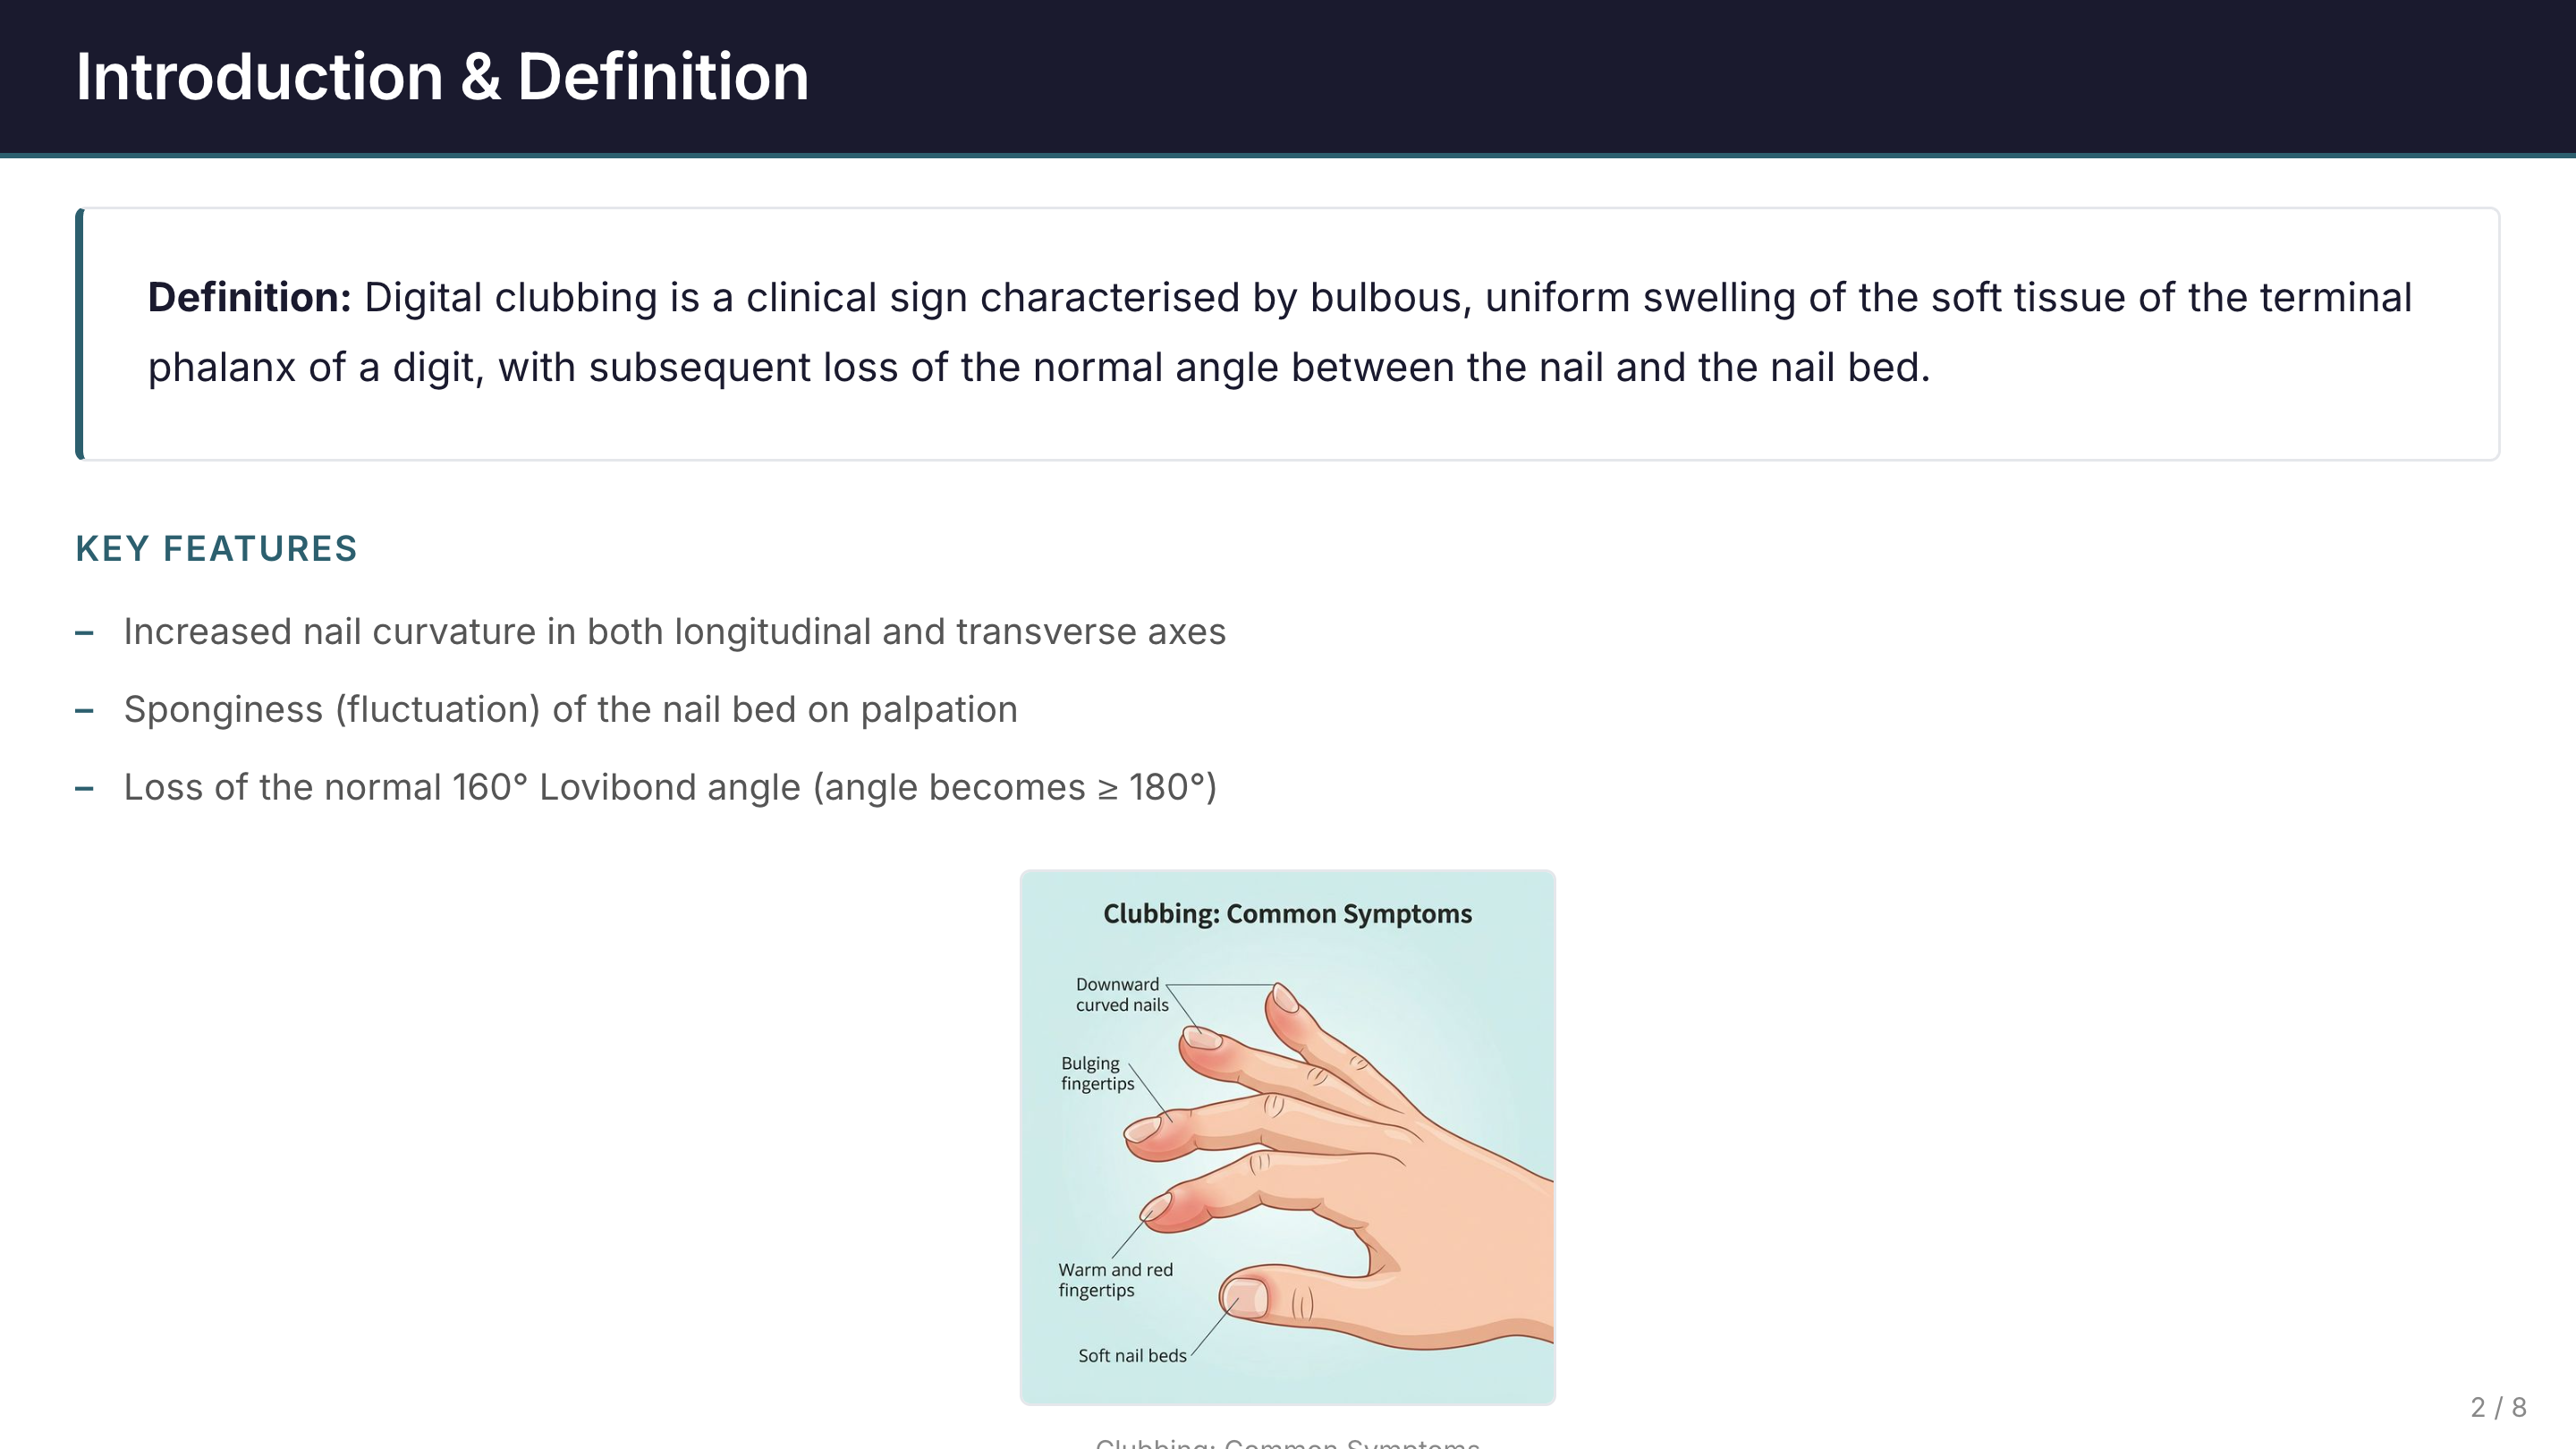 Introduction & Definition
Definition: Digital clubbing is a clinical sign characterised by bulbous, uniform swelling of the soft tissue of the terminal
phalanx of a digit, with subsequent loss of the normal angle between the nail and the nail bed.
KEY FEATURES
– Increased nail curvature in both longitudinal and transverse axes
– Sponginess (fluctuation) of the nail bed on palpation
– Loss of the normal 160° Lovibond angle (angle becomes ≥ 180°)
Clubbing: Common Symptoms
Downward
curved nails
Bulging
fingertips
Warm and red
fingertips
Soft nail beds
2 / 8
Clubbing: Common Symptoms